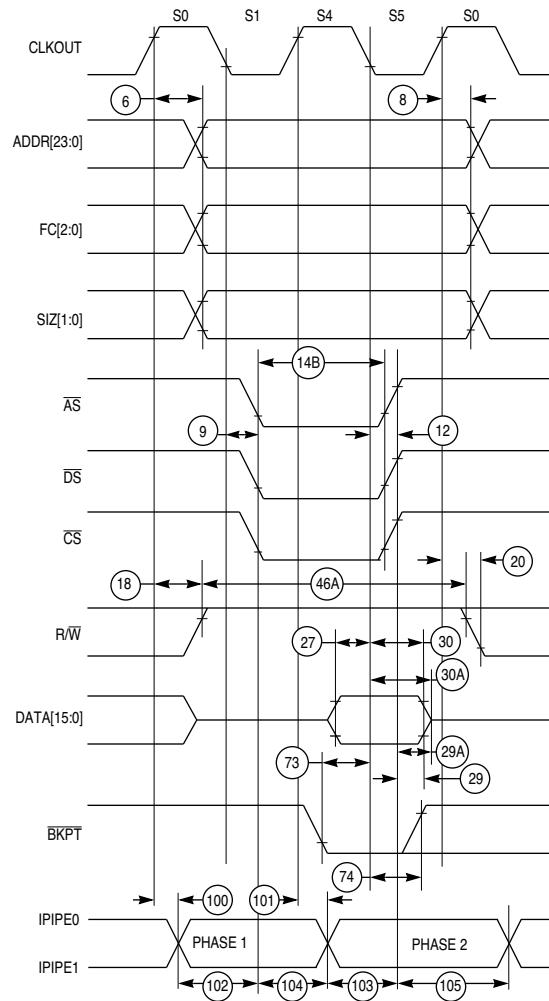 S0 S1 S4 S5 S0
CLKOUT
6 8
ADDR[23:0]
FC[2:0]
SIZ[1:0]
14B
AS
9 12
DS
CS
20
18 46A
R/W
27 30
30A
DATA[15:0]
29A
73 29
BKPT
74
100 101
IPIPE0
PHASE 1 PHASE 2
IPIPE1
102 104 103 105